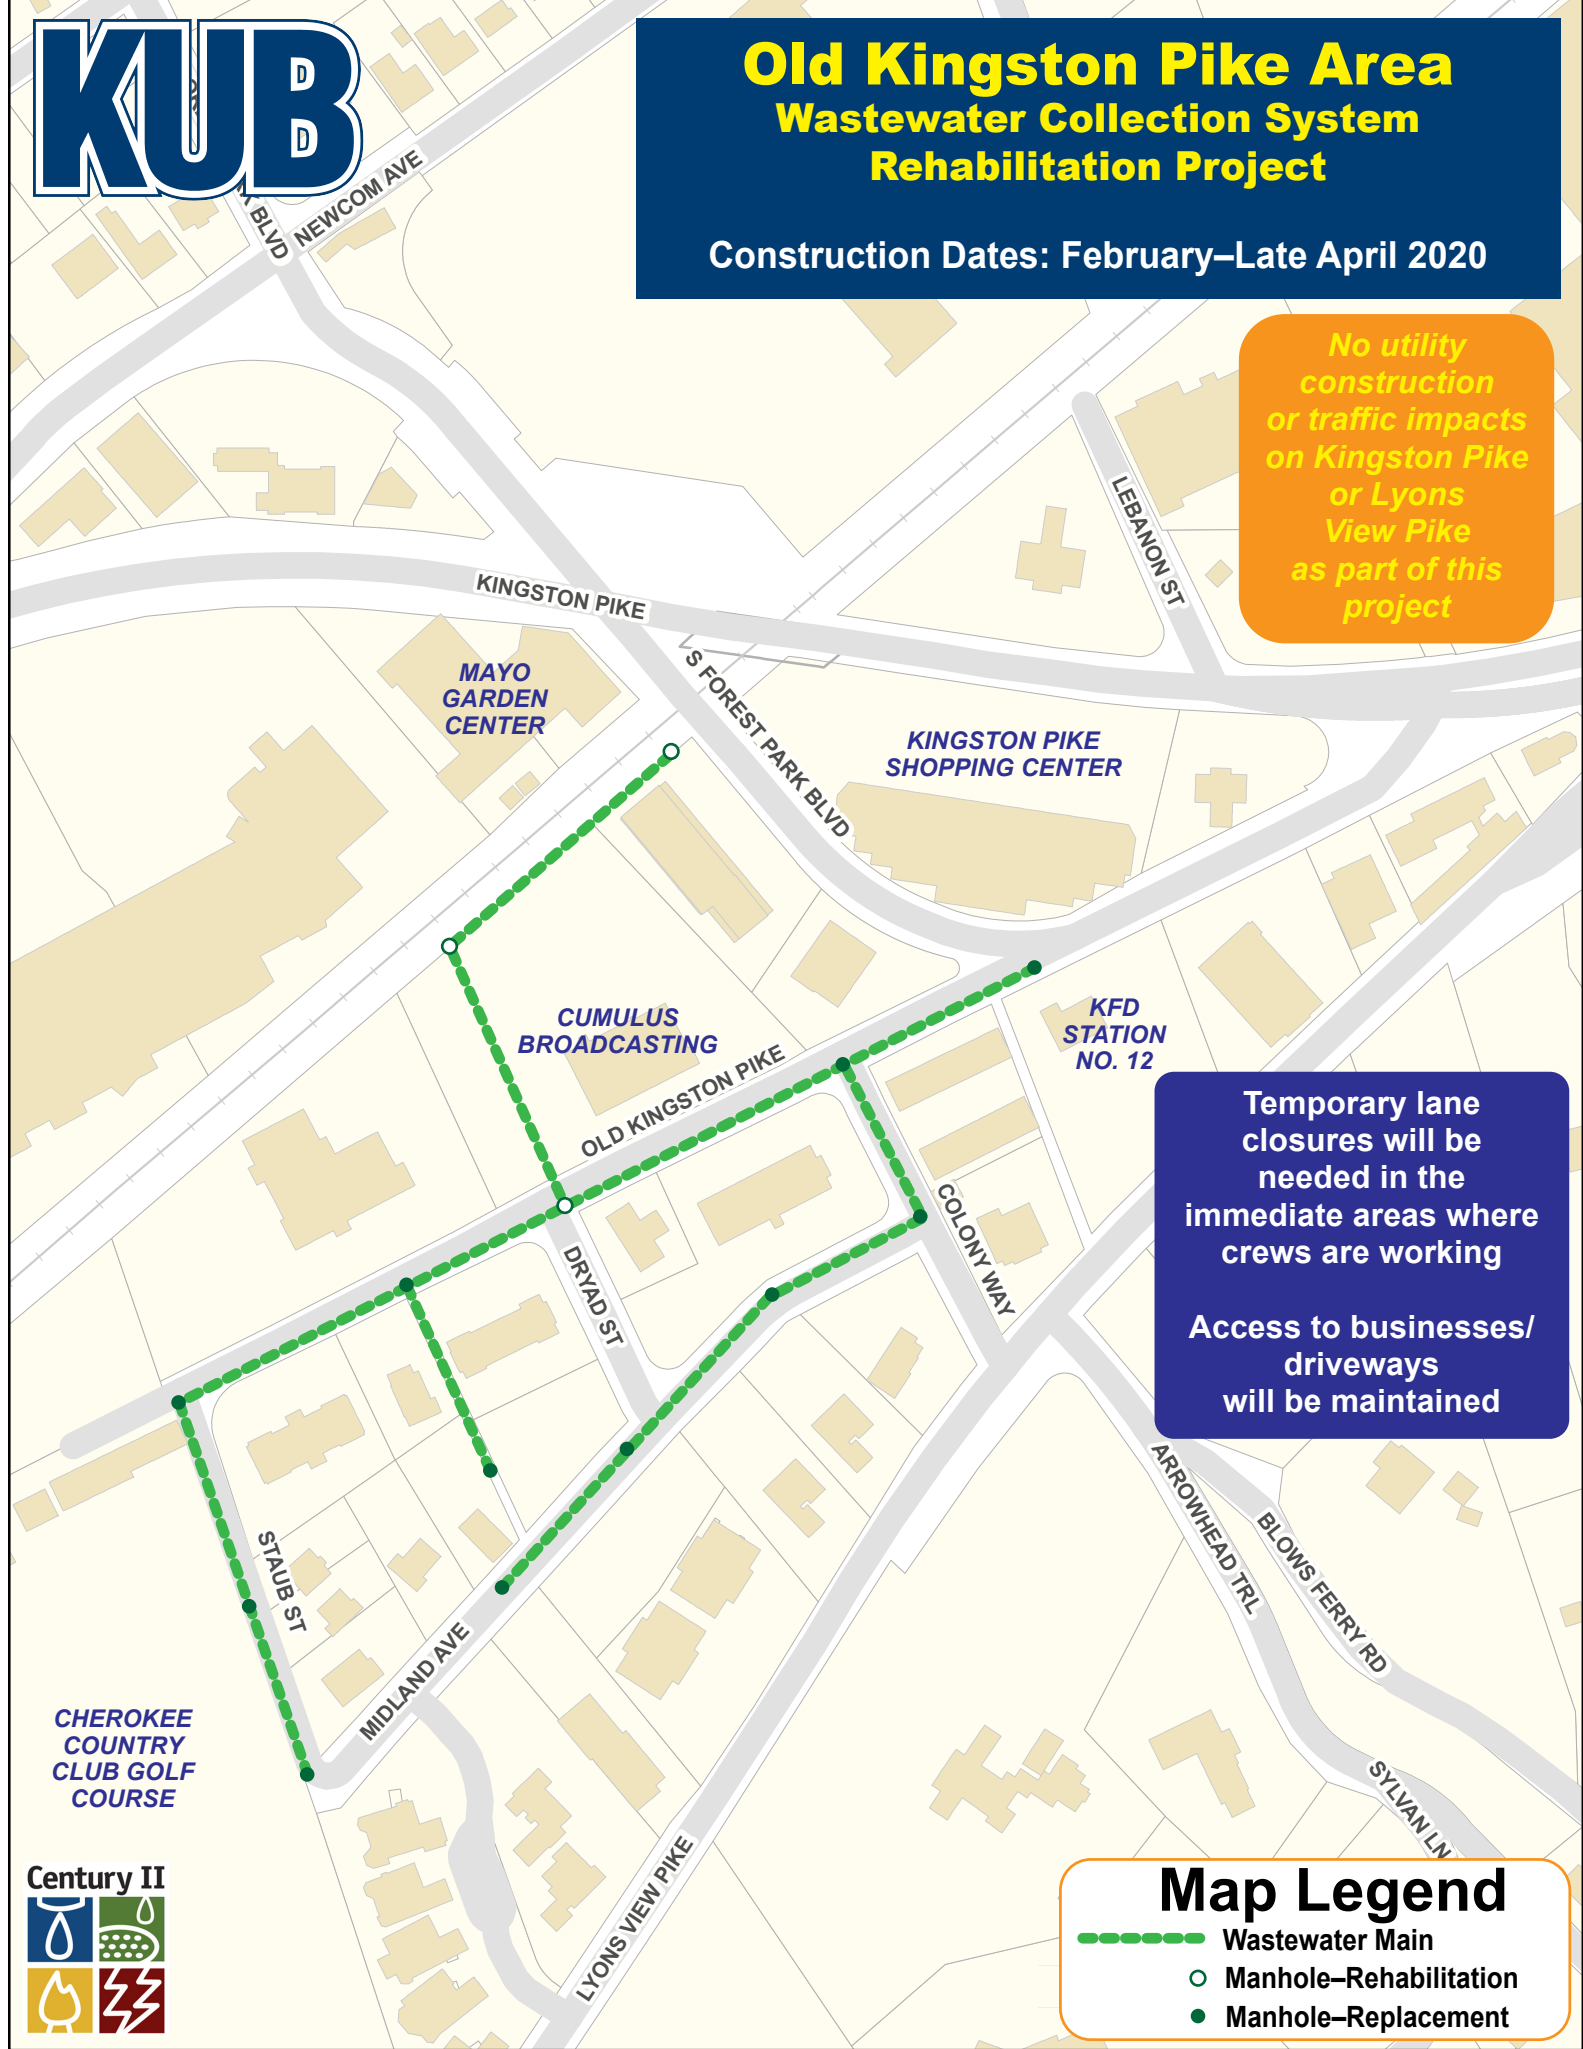 KUB
Old Kingston Pike Area
Wastewater Collection System
Rehabilitation Project
Construction Dates: February–Late April 2020
No utility
construction
or traffic impacts
on Kingston Pike
or Lyons
View Pike
as part of this
project
BLVD
NEWCOM AVE
LEBANON ST
KINGSTON PIKE
MAYO
GARDEN
CENTER
S FOREST PARK BLVD
KINGSTON PIKE
SHOPPING CENTER
CUMULUS
BROADCASTING
OLD KINGSTON PIKE
KFD
STATION
NO. 12
Temporary lane
closures will be
needed in the
immediate areas where
crews are working
Access to businesses/
driveways
will be maintained
COLONY WAY
DRYAD ST
STAUB ST
MIDLAND AVE
ARROWHEAD TRL
BLOWS FERRY RD
SYLVAN LN
LYONS VIEW PIKE
CHEROKEE
COUNTRY
CLUB GOLF
COURSE
Century II
Map Legend
Wastewater Main
Manhole–Rehabilitation
Manhole–Replacement